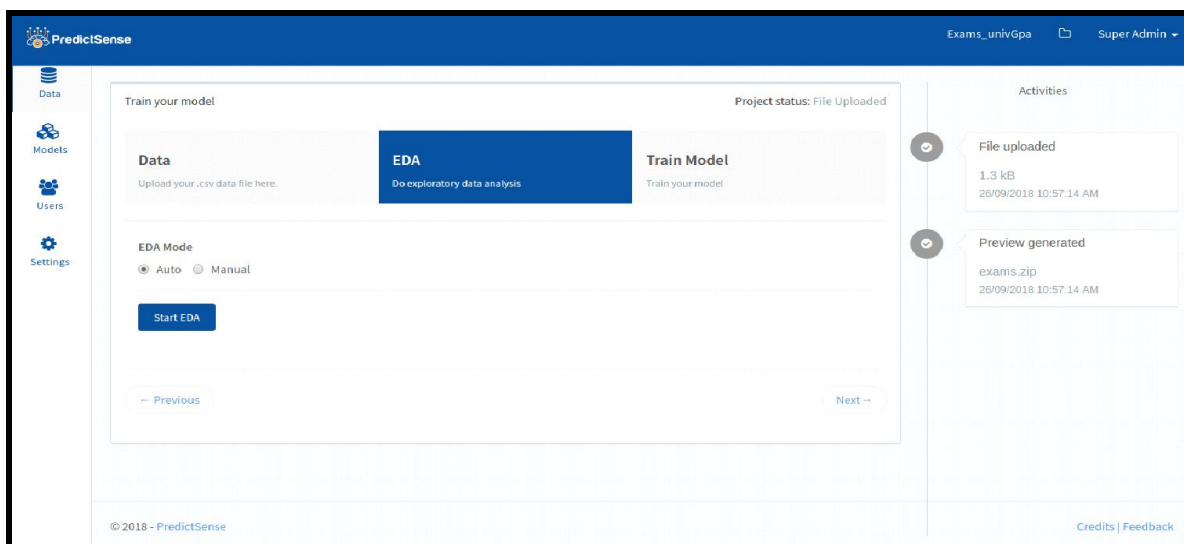 PredictSense
Exams_univGpa
Super Admin
Data
Models
Users
Settings
Train your model
Project status: File Uploaded
Data
Upload your .csv data file here.
EDA
Do exploratory data analysis
Train Model
Train your model
EDA Mode
Auto
Manual
Start EDA
← Previous
Next →
Activities
File uploaded
1.3 kB
26/09/2018 10:57:14 AM
Preview generated
exams.zip
26/09/2018 10:57:14 AM
© 2018 - PredictSense
Credits | Feedback